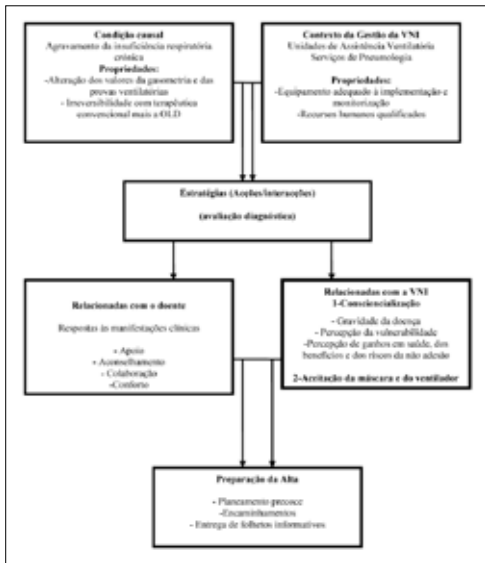 Condição causal
Agravamento da insuficiência respiratória
crónica
Propriedades:
-Alteração dos valores da gasometria e das
provas ventilatórias
- Irreversibilidade com terapêutica
convencional mais a OLD
Contexto da Gestão da VNI
Unidades de Assistência Ventilatória
Serviços de Pneumologia
Propriedades:
-Equipamento adequado à implementação e
monitorização
-Recursos humanos qualificados
Estratégias (Acções/interacções)
(avaliação diagnóstica)
Relacionadas com o doente
Respostas às manifestações clínicas
- Apoio
- Aconselhamento
- Colaboração
-Conforto
Relacionadas com a VNI
1-Consciencialização
- Gravidade da doença
- Percepção da vulnerabilidade
-Percepção de ganhos em saúde, dos
benefícios e dos riscos da não adesão
2-Aceitação da máscara e do ventilador
Preparação da Alta
- Planeamento precoce
-Encaminhamentos
- Entrega de folhetos informativos